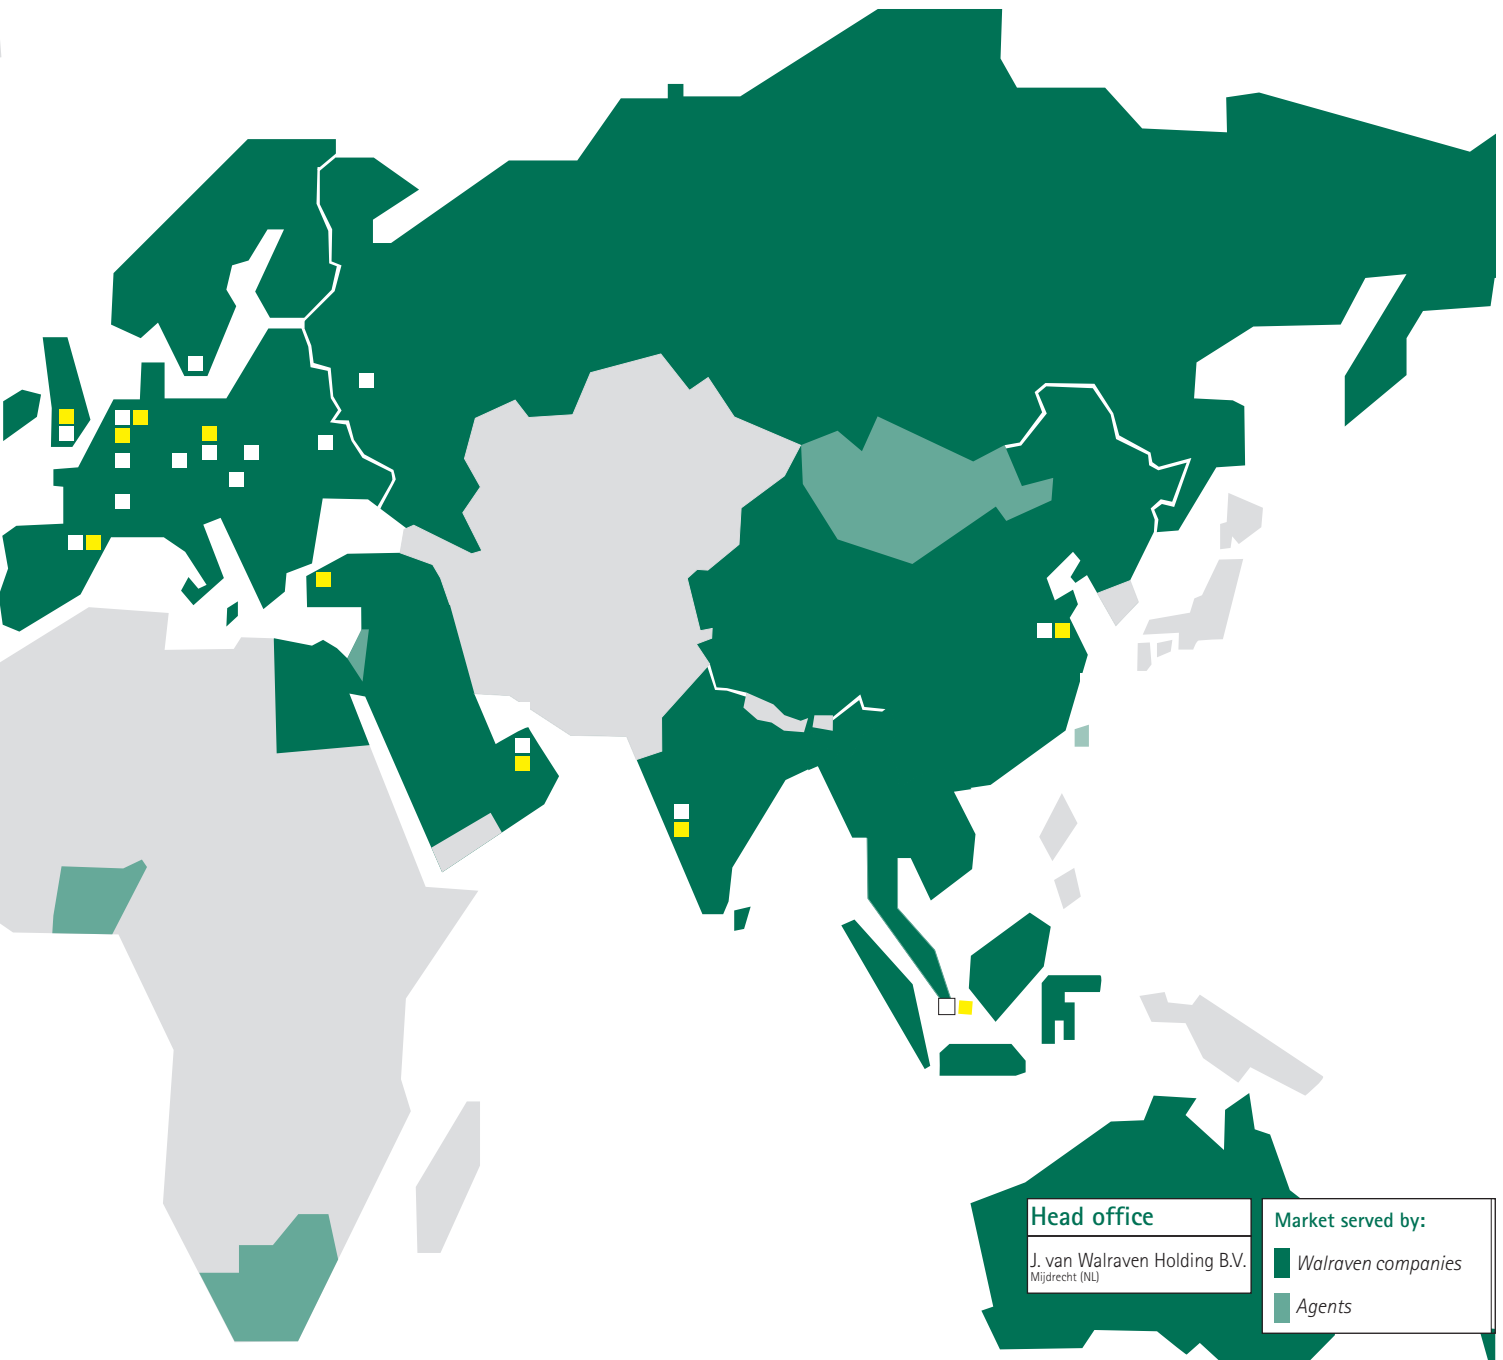 Head office
J. van Walraven Holding B.V.
Mijdrecht (NL)
Market served by:
Walraven companies
Agents